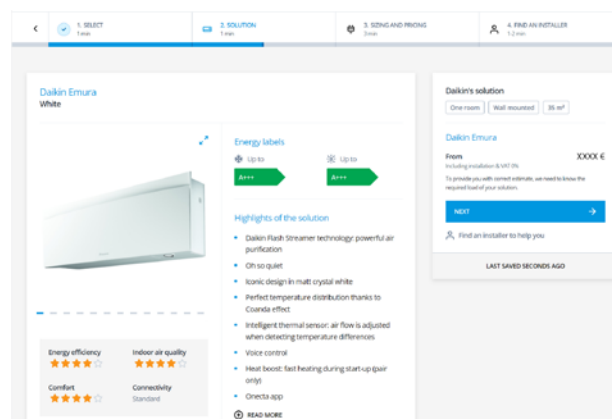 1. SELECT
1 min
2. SOLUTION
1 min
3. SIZING AND PRICING
3 min
4. FIND AN INSTALLER
1-2 min
Daikin Emura
White
Energy labels
Up to
Up to
A+++
A+++
Highlights of the solution
Daikin Flash Streamer technology: powerful air
purification
Oh so quiet
Iconic design in matt crystal white
Perfect temperature distribution thanks to
Coanda effect
Intelligent thermal sensor: air flow is adjusted
when detecting temperature differences
Voice control
Heat boost: fast heating during start-up (pair
only)
Onecta app
READ MORE
Energy efficiency
Indoor air quality
Comfort
Connectivity
Standard
Daikin's solution
One room
Wall mounted
35 m²
Daikin Emura
From
XXXX €
Including installation & VAT 0%
To provide you with correct estimate, we need to know the
required load of your solution.
NEXT
Find an installer to help you
LAST SAVED SECONDS AGO